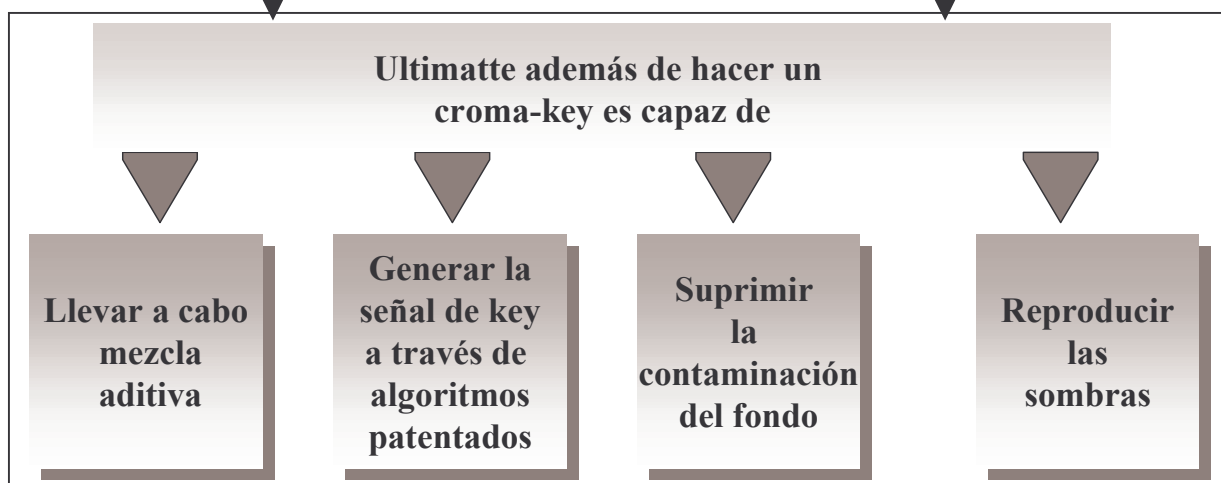 Ultimatte además de hacer un
croma-key es capaz de
Llevar a cabo
mezcla
aditiva
Generar la
señal de key
a través de
algoritmos
patentados
Suprimir
la
contaminación
del fondo
Reproducir
las
sombras